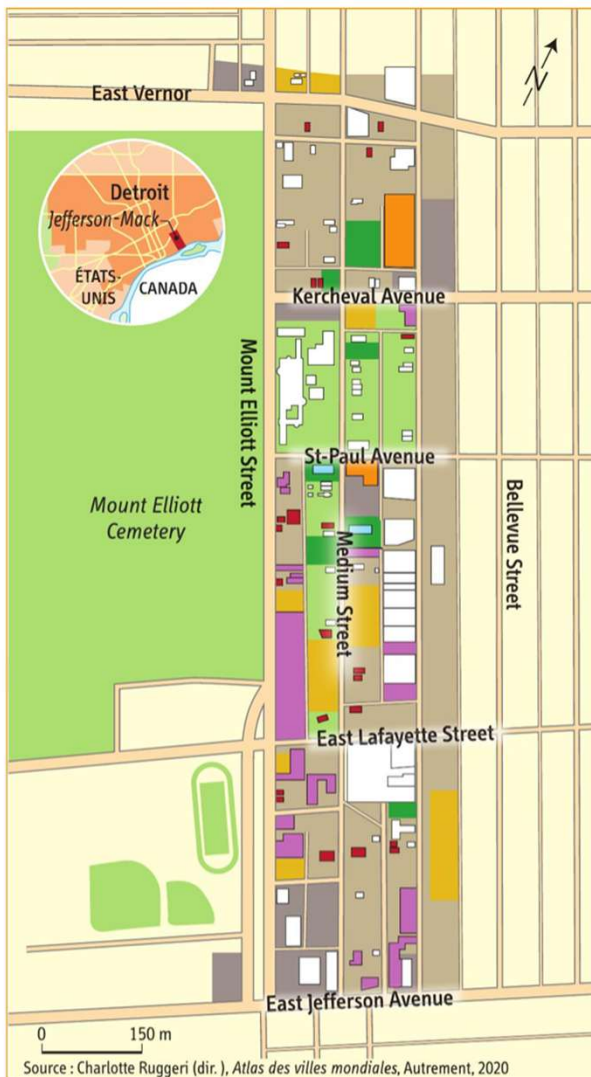 N
East Vernor
Detroit
Jefferson-Mack
ÉTATS-
UNIS
CANADA
Kercheval Avenue
Mount Elliott Street
St-Paul Avenue
Mount Elliott
Cemetery
Medium Street
Bellevue Street
East Lafayette Street
East Jefferson Avenue
0 150 m
Source : Charlotte Ruggeri (dir. ), Atlas des villes mondiales, Autrement, 2020